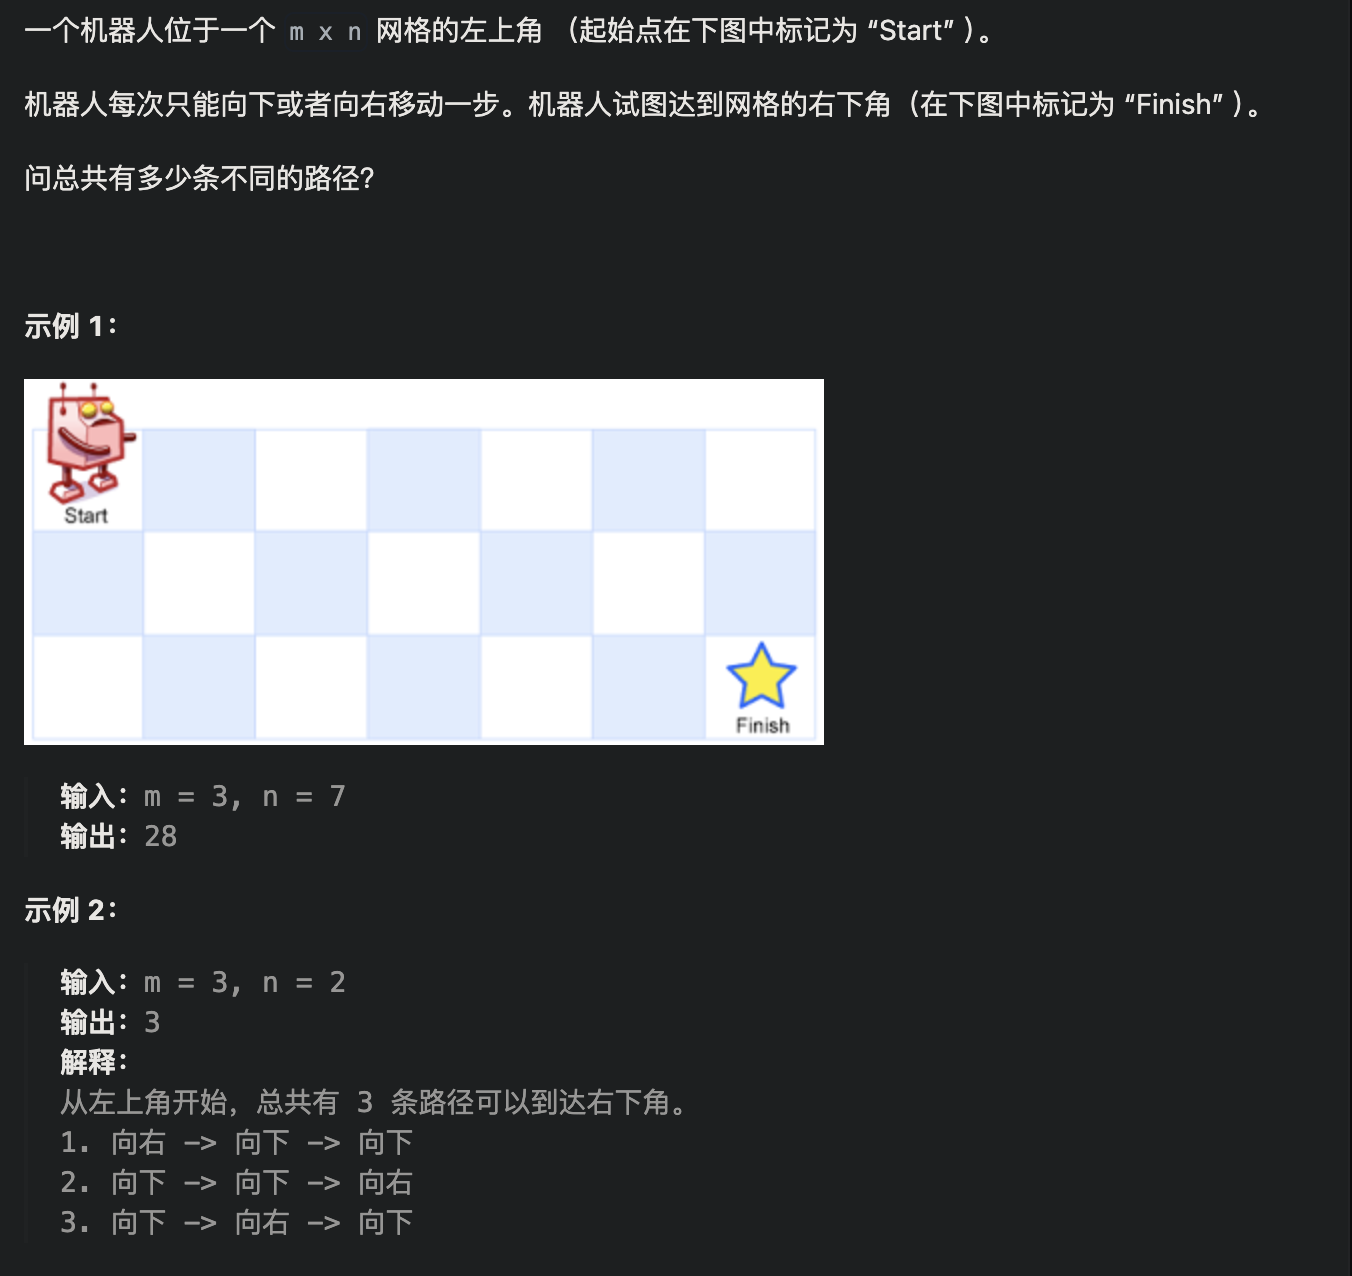 一个机器人位于一个 m x n 网格的左上角 （起始点在下图中标记为 “Start” ）。
机器人每次只能向下或者向右移动一步。机器人试图达到网格的右下角（在下图中标记为 “Finish” ）。
问总共有多少条不同的路径？
示例 1：
Start
Finish
输入：m = 3, n = 7
输出：28
示例 2：
输入：m = 3, n = 2
输出：3
解释：
从左上角开始，总共有 3 条路径可以到达右下角。
1. 向右 -> 向下 -> 向下
2. 向下 -> 向下 -> 向右
3. 向下 -> 向右 -> 向下